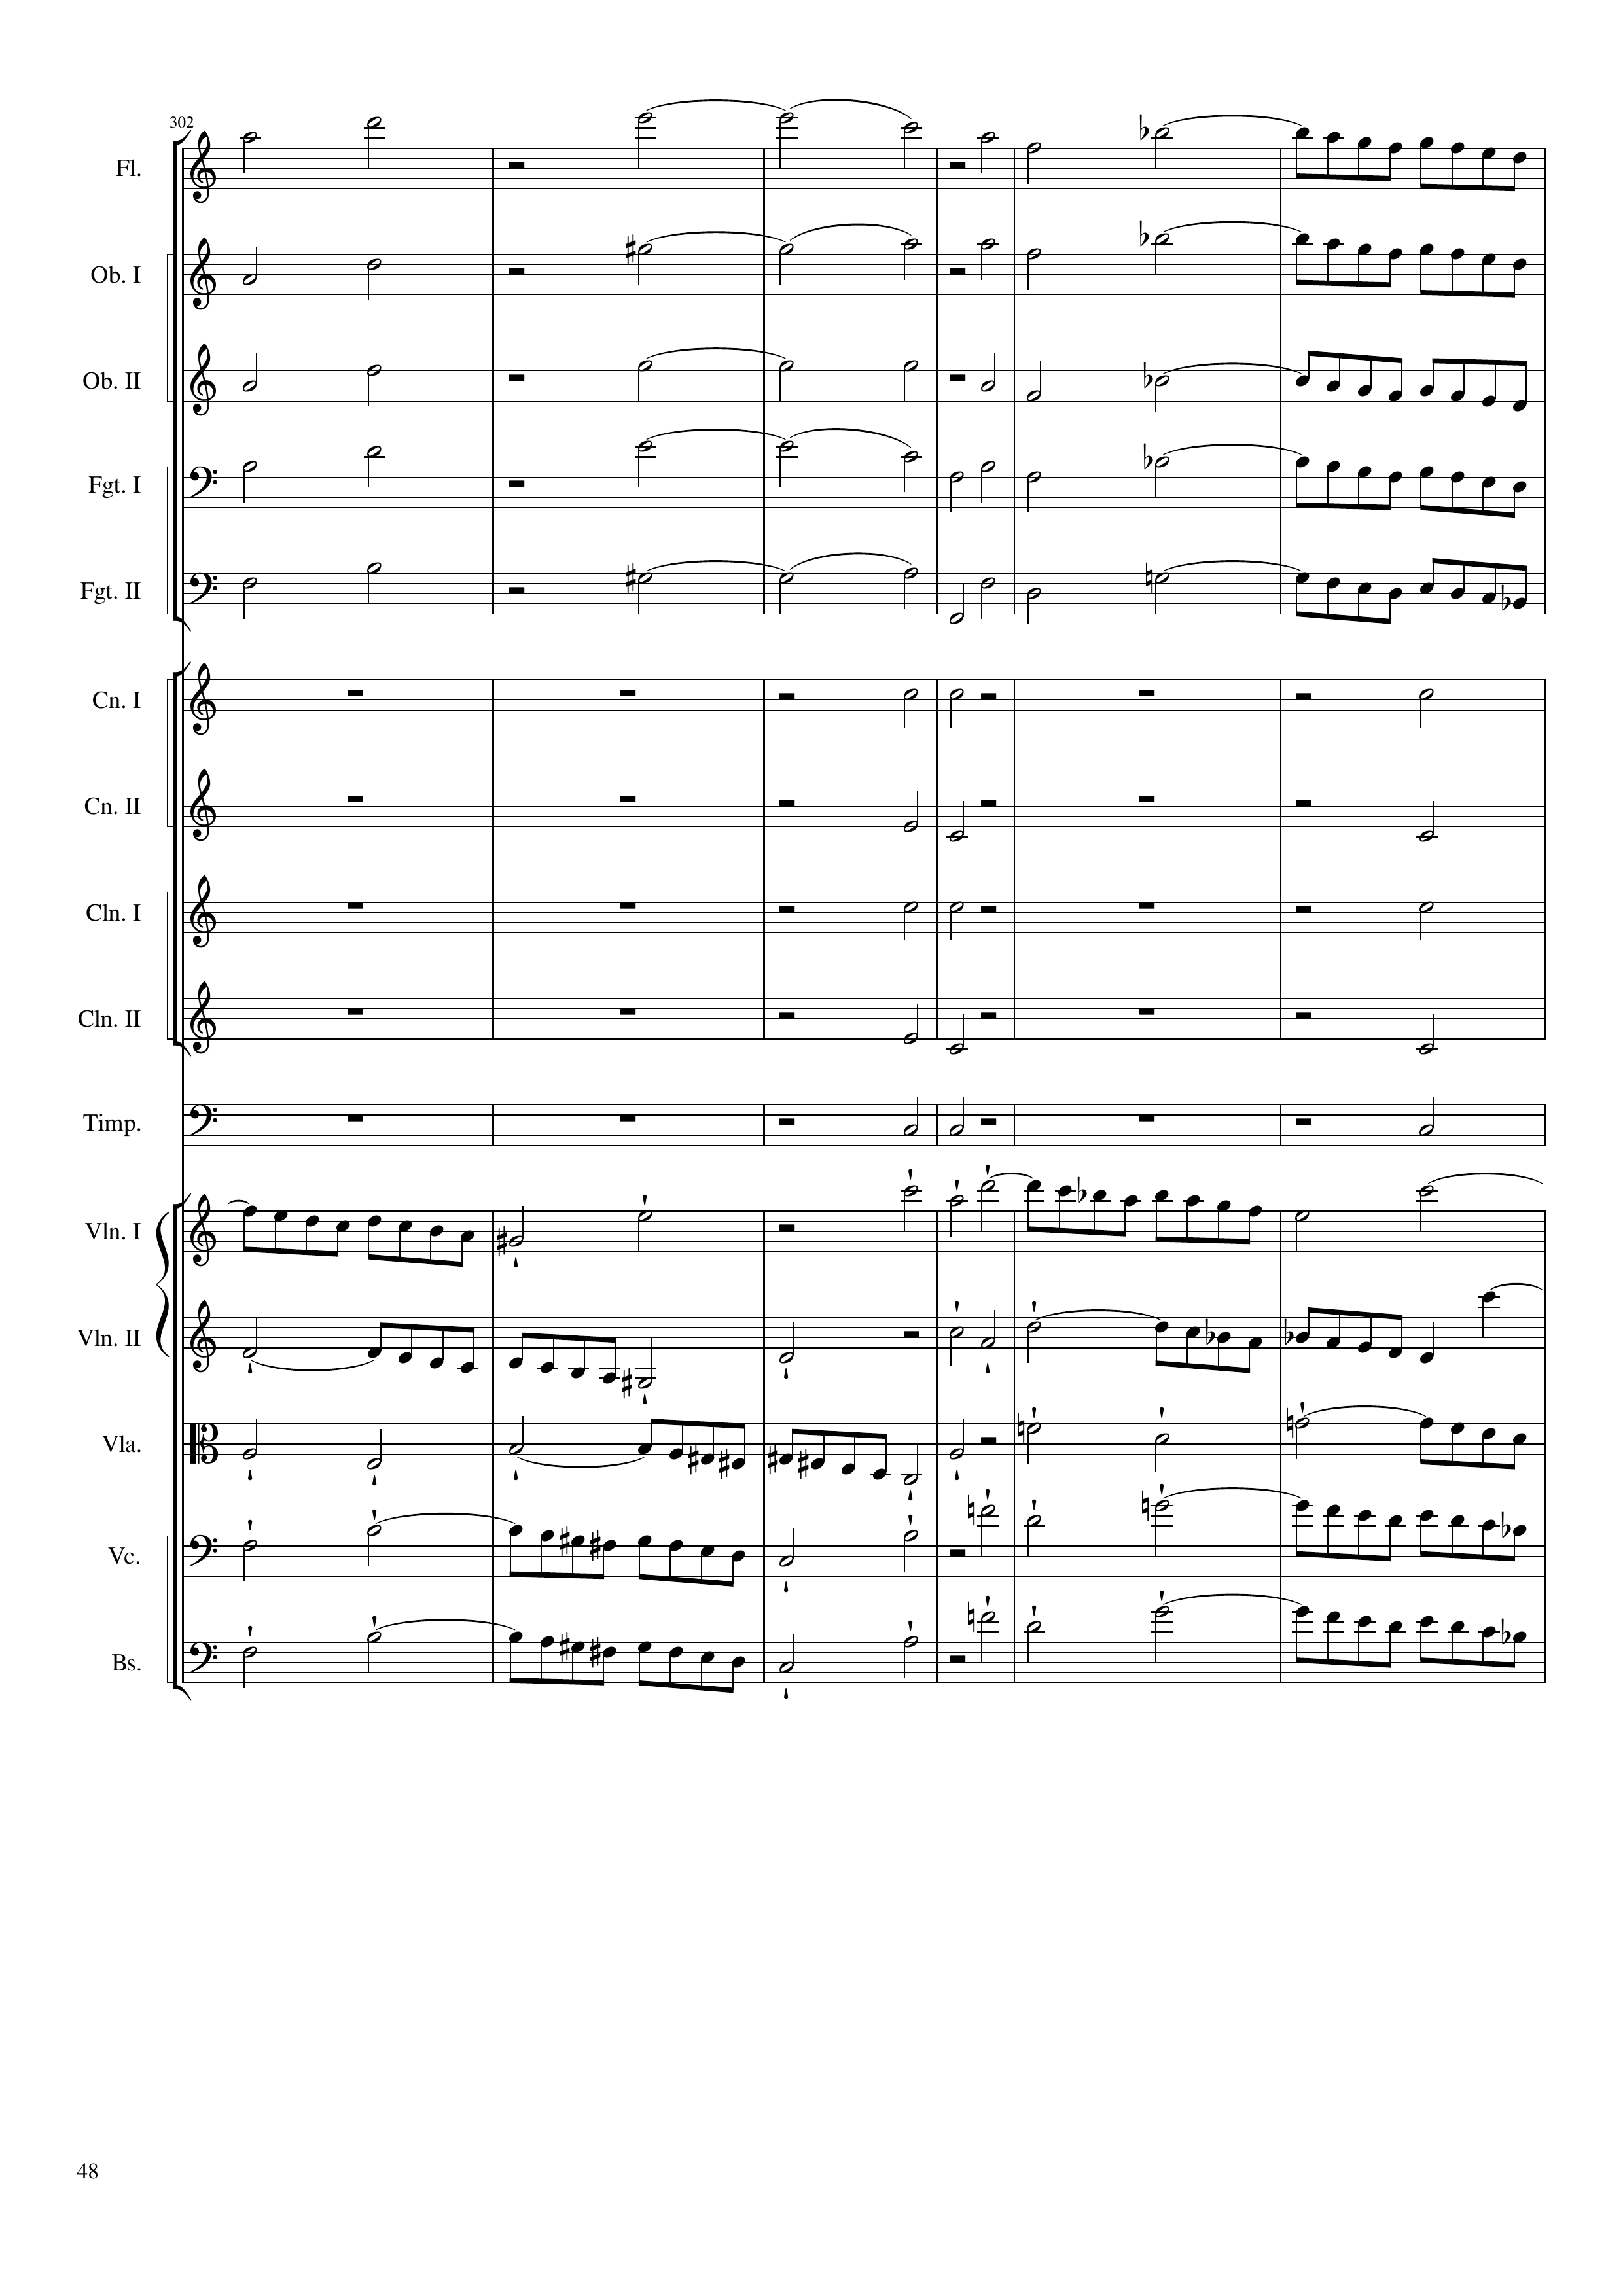 302
Fl.
Ob. I
Ob. II
Fgt. I
Fgt. II
Cn. I
Cn. II
Cln. I
Cln. II
Timp.
Vln. I
Vln. II
Vla.
Vc.
Bs.
48